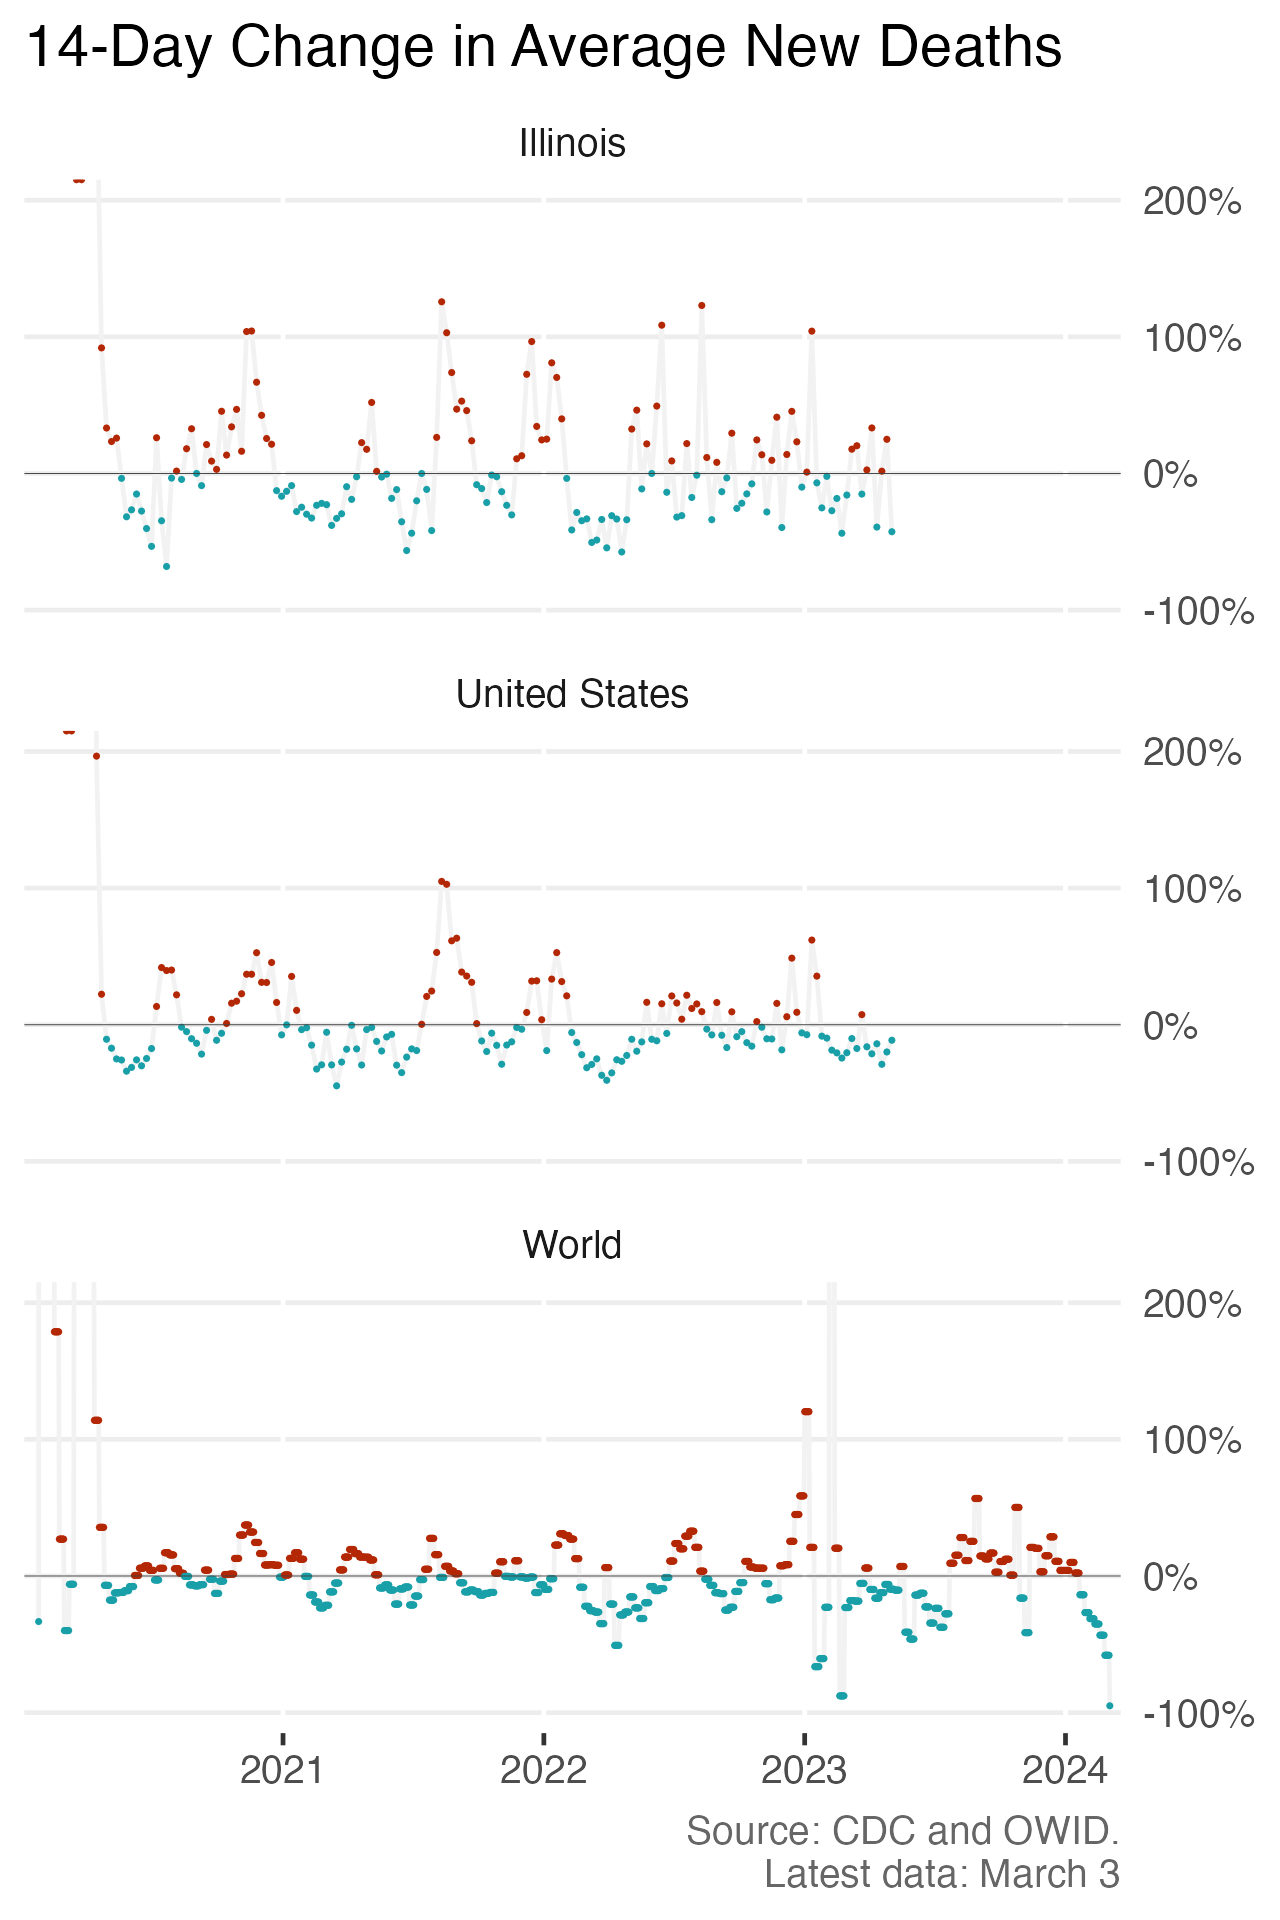 14-Day Change in Average New Deaths
Illinois
200%
100%
0%
-100%
United States
200%
100%
0%
-100%
World
200%
100%
0%
-100%
2021 2022 2023 2024
Source: CDC and OWID.
Latest data: March 3